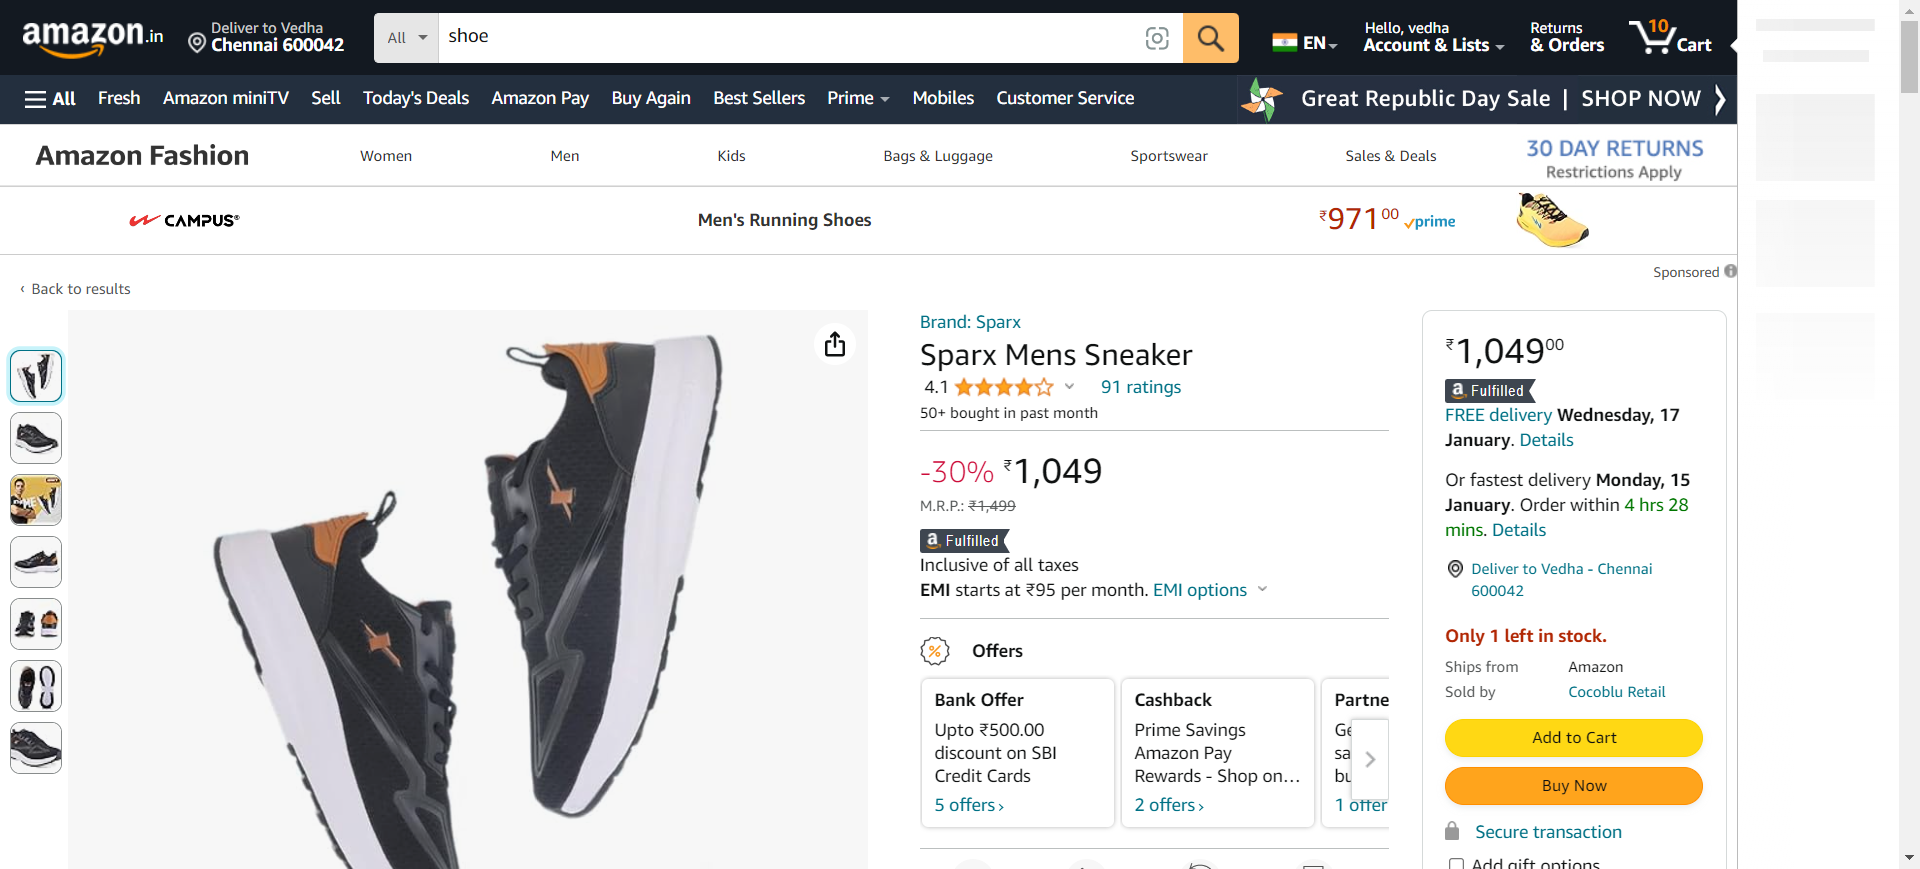 amazon.in
Deliver to Vedha
Chennai 600042
All
shoe
EN
Hello, vedha
Account & Lists
Returns
& Orders
10
Cart
All
Fresh
Amazon miniTV
Sell
Today's Deals
Amazon Pay
Buy Again
Best Sellers
Prime
Mobiles
Customer Service
Great Republic Day Sale | SHOP NOW
Amazon Fashion
Women
Men
Kids
Bags & Luggage
Sportswear
Sales & Deals
30 DAY RETURNS
Restrictions Apply
CAMPUS®
Men's Running Shoes
₹971 00
prime
Sponsored
‹ Back to results
Brand: Sparx
Sparx Mens Sneaker
4.1
91 ratings
50+ bought in past month
-30% ₹1,049
M.R.P.: ₹1,499
a Fulfilled
Inclusive of all taxes
EMI starts at ₹95 per month. EMI options
Offers
Bank Offer
Upto ₹500.00
discount on SBI
Credit Cards
5 offers ›
Cashback
Prime Savings
Amazon Pay
Rewards - Shop on…
2 offers ›
Partne
Ge
sa
bu
1 offer
₹1,049 00
a Fulfilled
FREE delivery Wednesday, 17
January. Details
Or fastest delivery Monday, 15
January. Order within 4 hrs 28
mins. Details
Deliver to Vedha - Chennai
600042
Only 1 left in stock.
Ships from Amazon
Sold by Cocoblu Retail
Add to Cart
Buy Now
Secure transaction
Add gift options